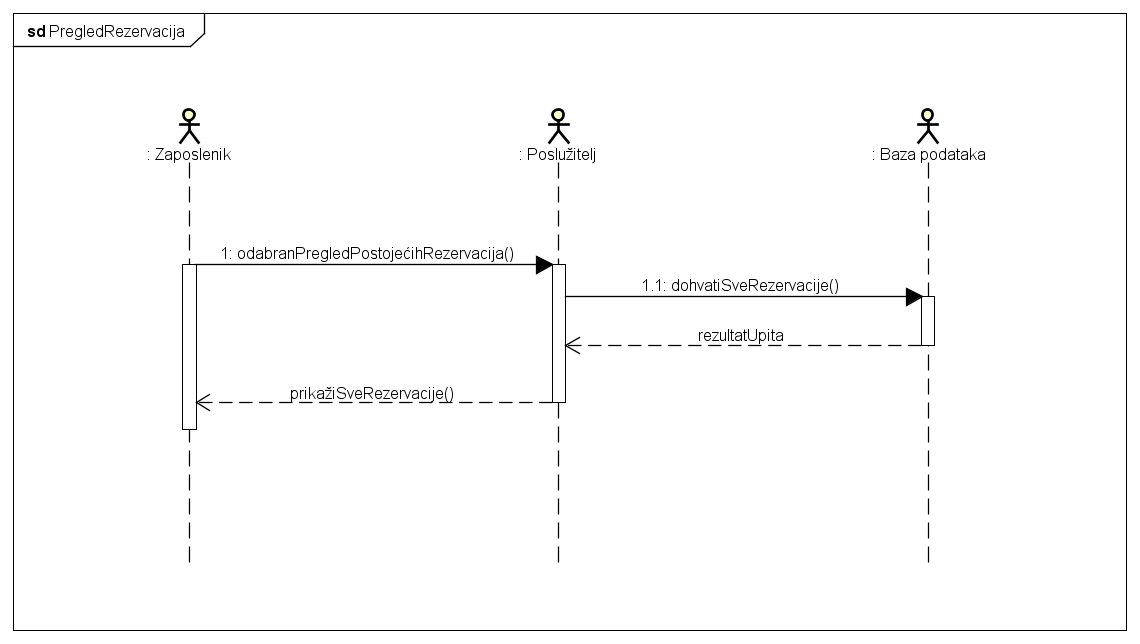 sd PregledRezervacija
: Zaposlenik
: Poslužitelj
: Baza podataka
1: odabranPregledPostojećihRezervacija()
1.1: dohvatiSveRezervacije()
rezultatUpita
prikažiSveRezervacije()